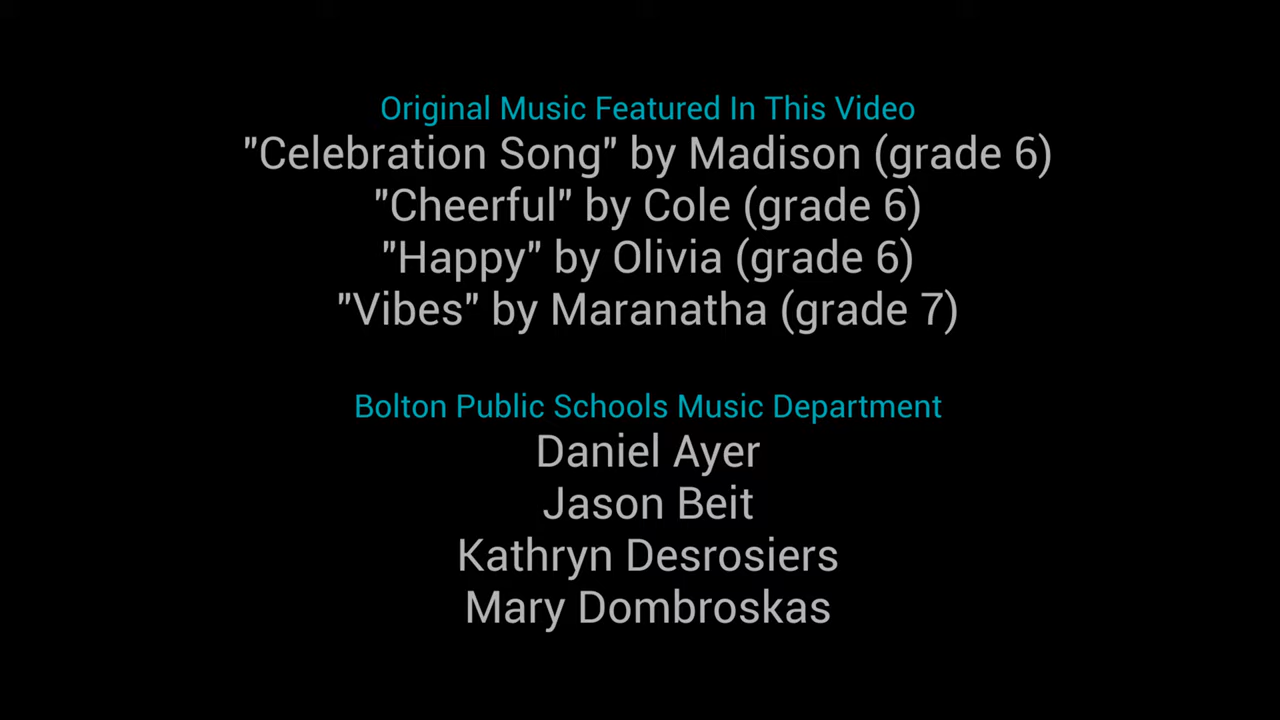 Original Music Featured In This Video
"Celebration Song" by Madison (grade 6)
"Cheerful" by Cole (grade 6)
"Happy" by Olivia (grade 6)
"Vibes" by Maranatha (grade 7)
Bolton Public Schools Music Department
Daniel Ayer
Jason Beit
Kathryn Desrosiers
Mary Dombroskas